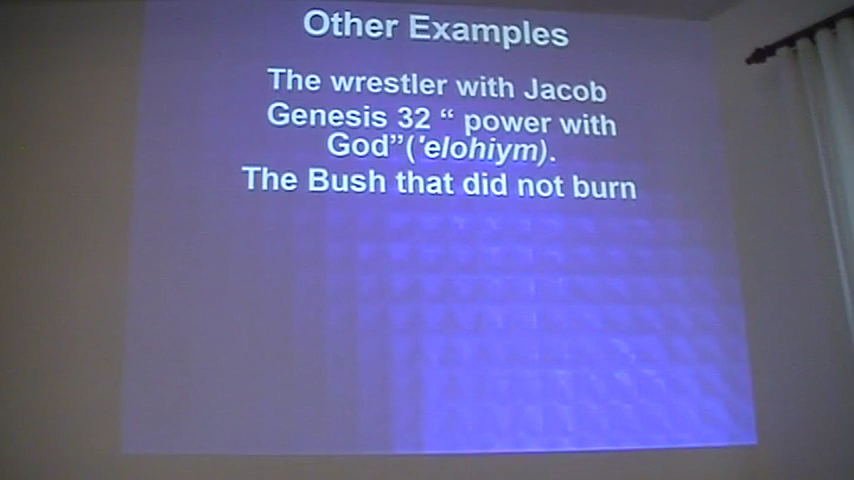 Other Examples
The wrestler with Jacob
Genesis 32 “ power with
God”('elohiym).
The Bush that did not burn